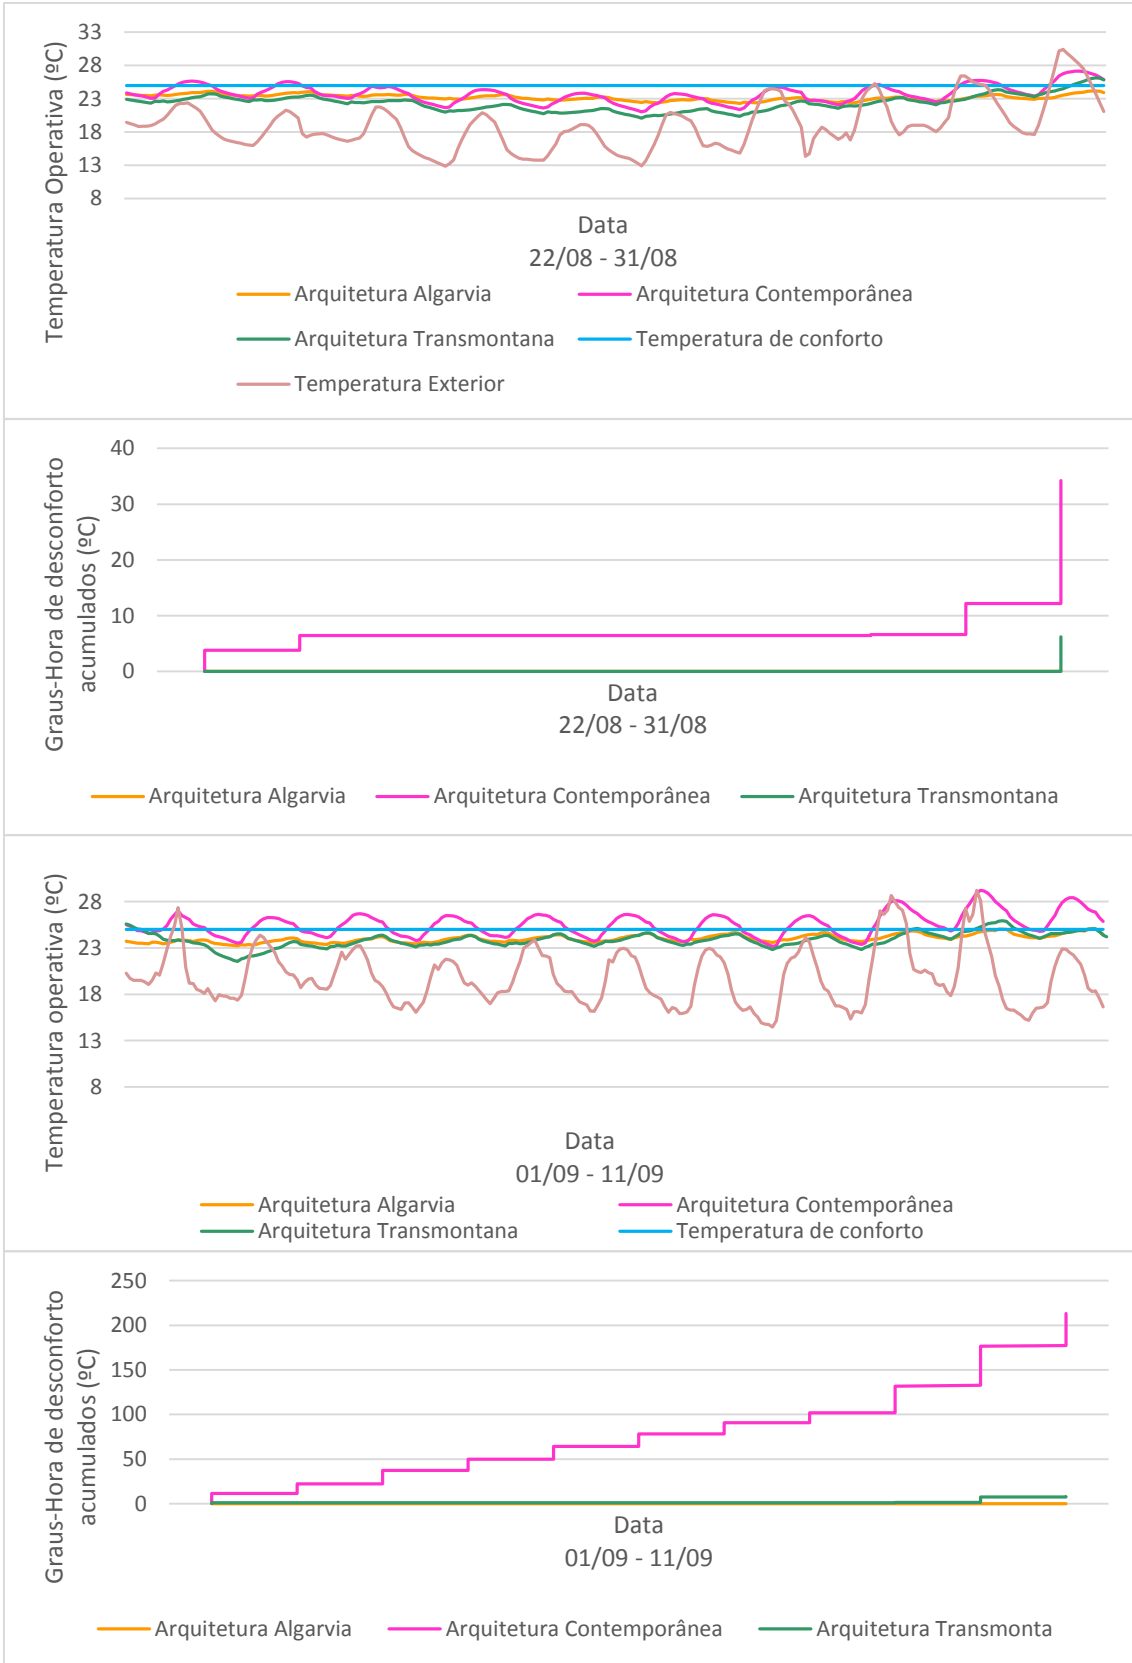 Temperatura Operativa (ºC)
33
28
23
18
13
8
Data
22/08 - 31/08
Arquitetura Algarvia
Arquitetura Contemporânea
Arquitetura Transmontana
Temperatura de conforto
Temperatura Exterior
Graus-Hora de desconforto
acumulados (ºC)
40
30
20
10
0
Data
22/08 - 31/08
Arquitetura Algarvia
Arquitetura Contemporânea
Arquitetura Transmontana
Temperatura operativa (ºC)
28
23
18
13
8
Data
01/09 - 11/09
Arquitetura Algarvia
Arquitetura Contemporânea
Arquitetura Transmontana
Temperatura de conforto
Graus-Hora de desconforto
acumulados (ºC)
250
200
150
100
50
0
Data
01/09 - 11/09
Arquitetura Algarvia
Arquitetura Contemporânea
Arquitetura Transmonta